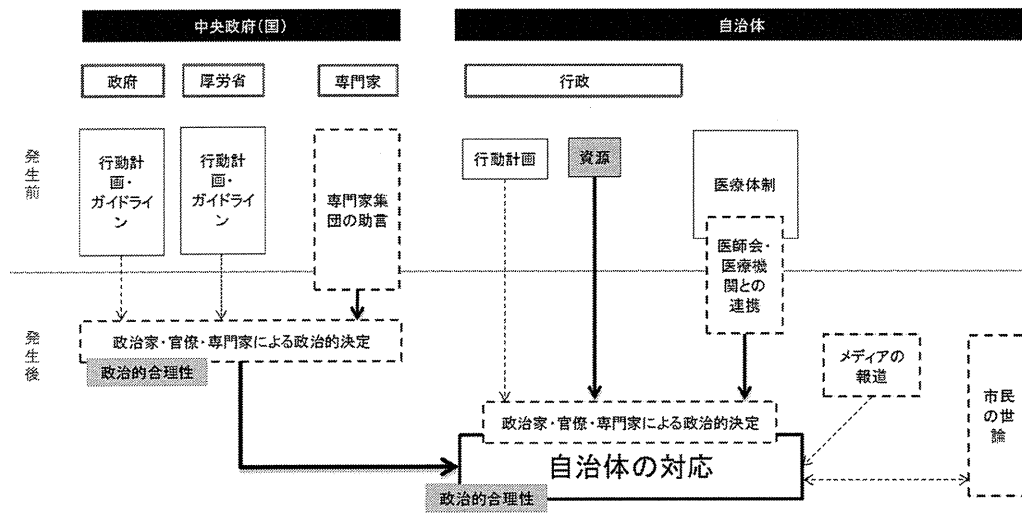 中央政府(国)
自治体
政府
厚労省
専門家
行政
発生前
行動計
画・
ガイドライ
ン
行動計
画・
ガイドライ
ン
専門家集
団の助言
行動計画
資源
医療体制
医師会・
医療機
関との
連携
発生後
政治家・官僚・専門家による政治的決定
政治的合理性
メディアの
報道
市民
の世
論
政治家・官僚・専門家による政治的決定
自治体の対応
政治的合理性